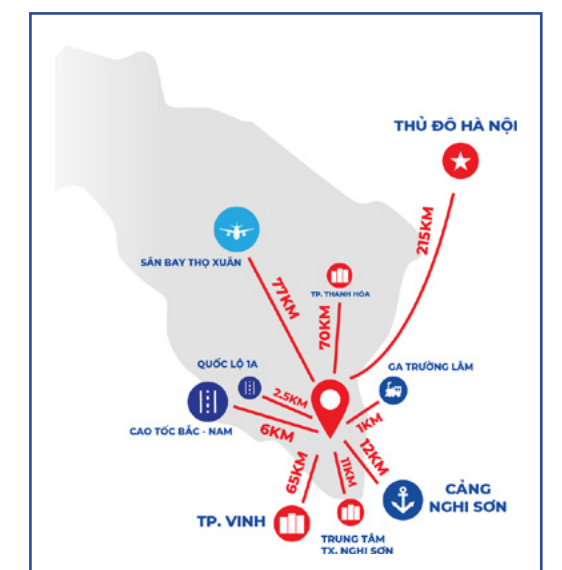 THỦ ĐÔ HÀ NỘI
215KM
SÂN BAY THỌ XUÂN
77KM
TP. THANH HÓA
70KM
QUỐC LỘ 1A
2,5KM
GA TRƯỜNG LÂM
1KM
CAO TỐC BẮC - NAM
6KM
12KM
CẢNG
NGHI SƠN
65KM
TP. VINH
11KM
TRUNG TÂM
TX. NGHI SƠN